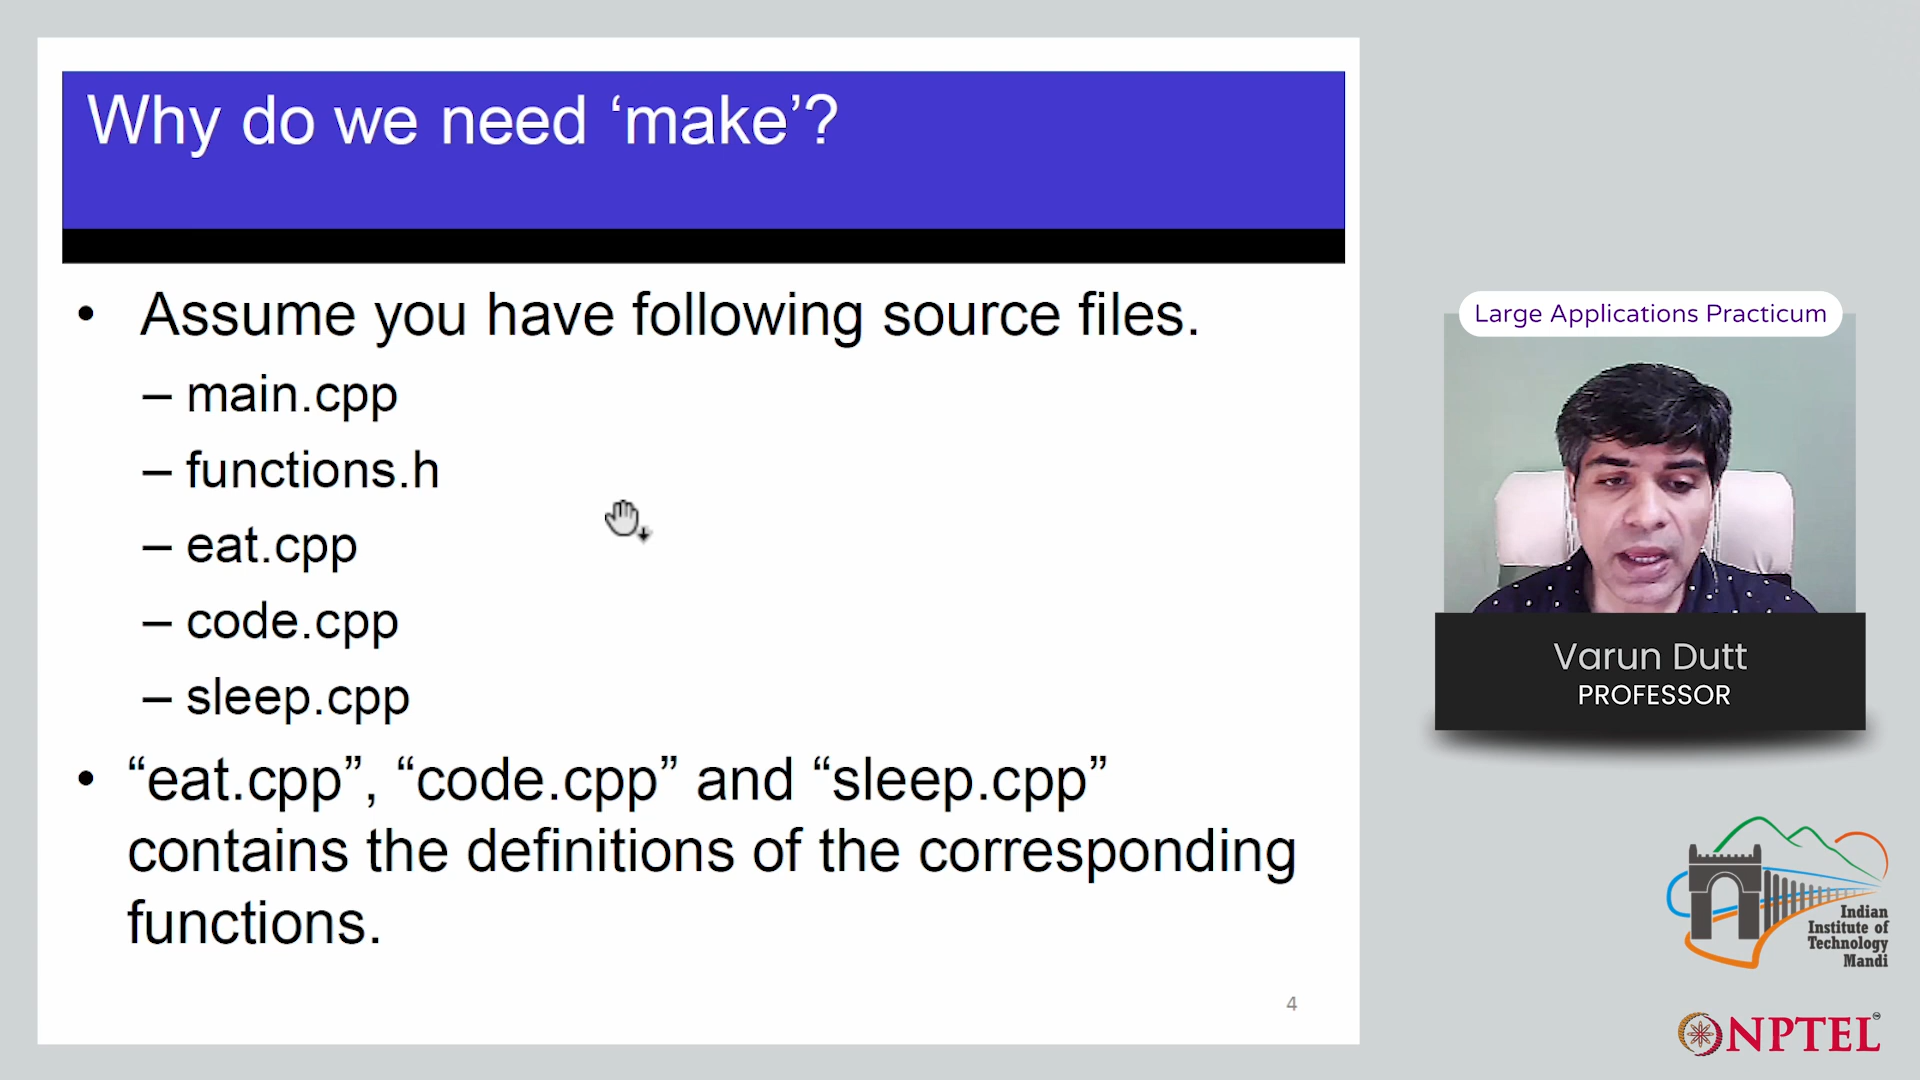 Why do we need ‘make’?
• Assume you have following source files.
– main.cpp
– functions.h
– eat.cpp
– code.cpp
– sleep.cpp
• “eat.cpp”, “code.cpp” and “sleep.cpp”
contains the definitions of the corresponding
functions.
4
Large Applications Practicum
Varun Dutt
PROFESSOR
Indian
Institute of
Technology
Mandi
NPTEL